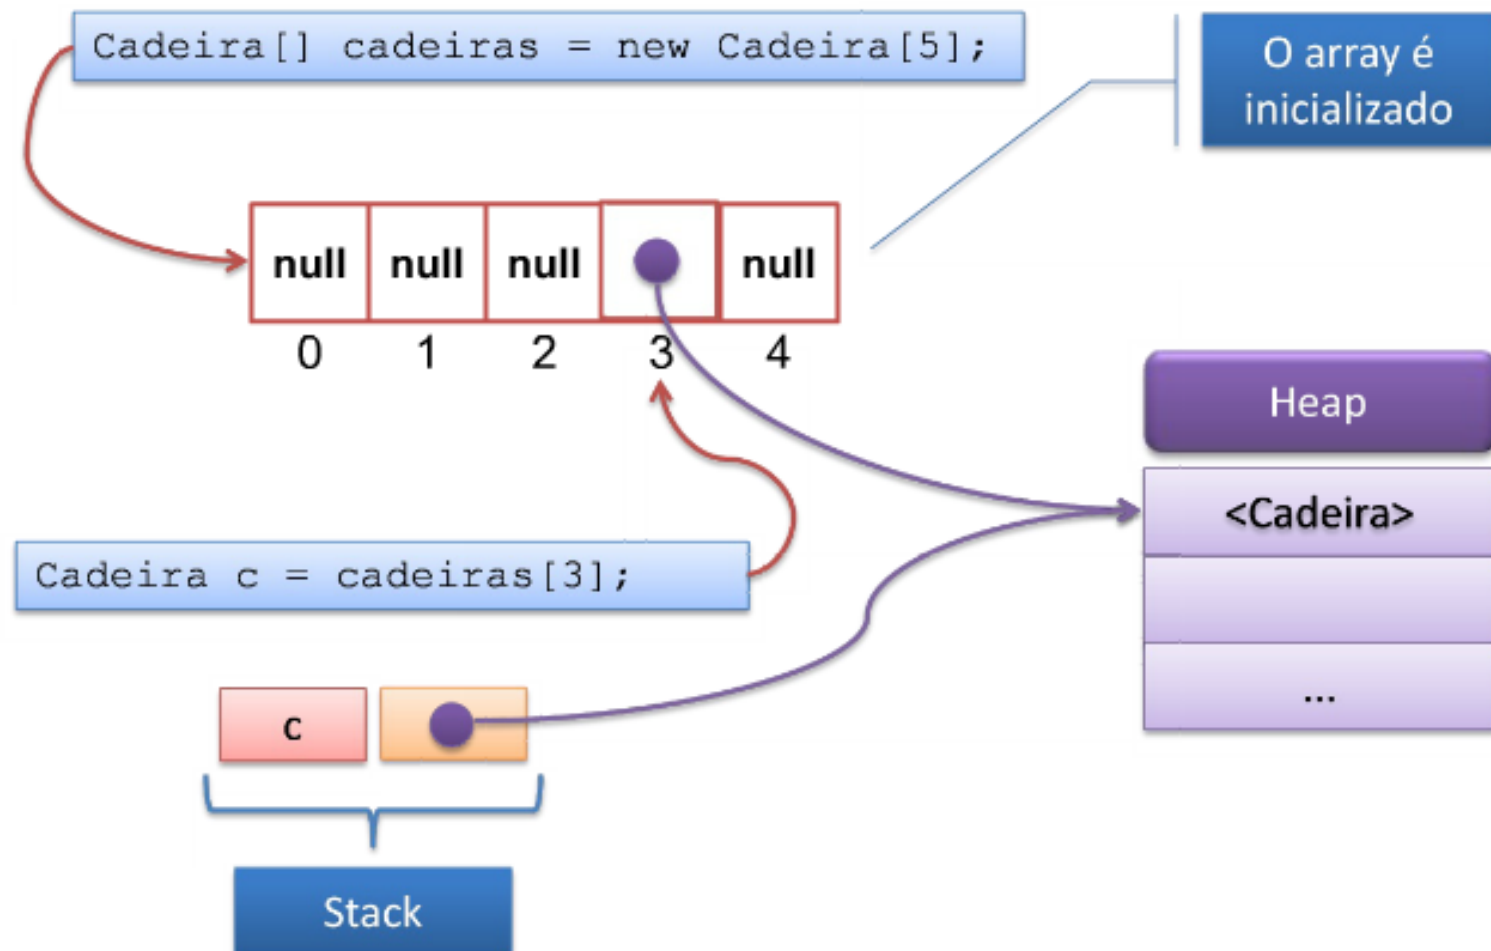 Cadeira[] cadeiras = new Cadeira[5];
O array é
inicializado
null null null null
0 1 2 3 4
Heap
<Cadeira>
Cadeira c = cadeiras[3];
...
c
Stack